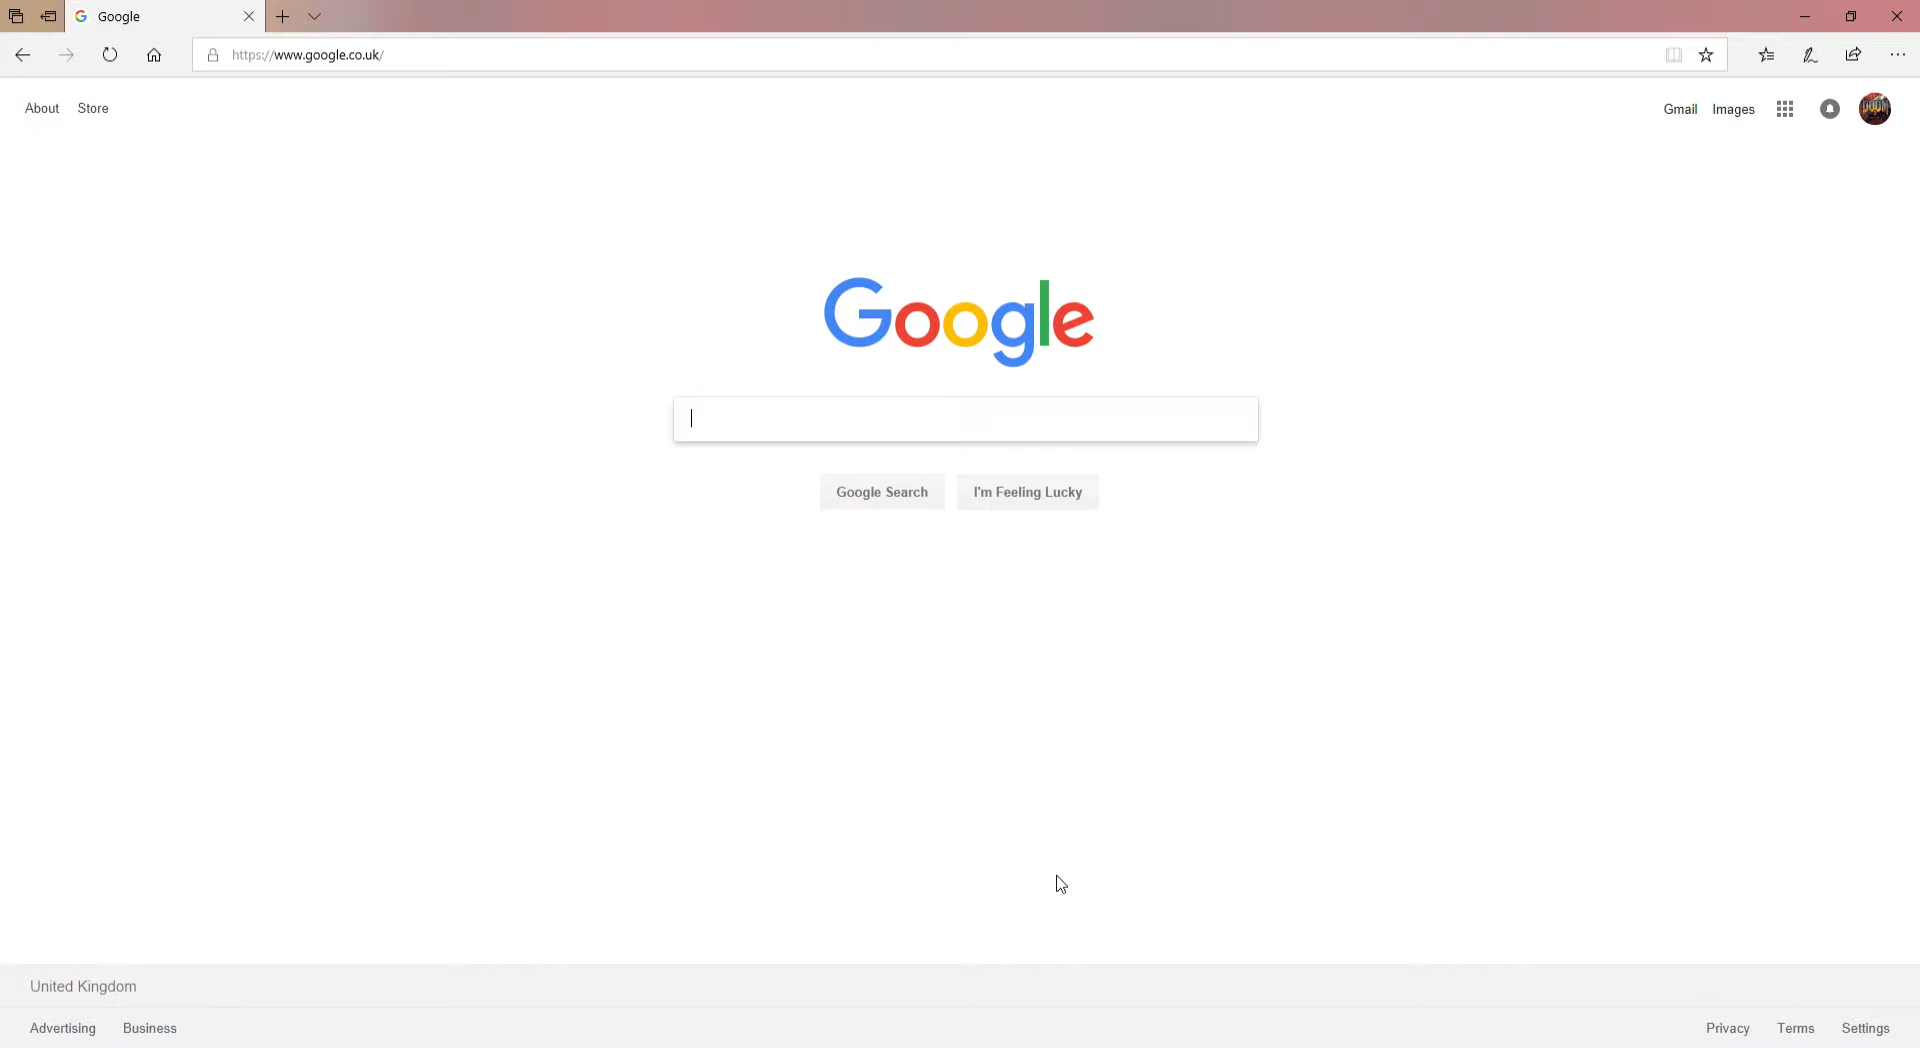 Google
https://www.google.co.uk/
About Store
Gmail Images
DOOM
Google
Google Search I'm Feeling Lucky
United Kingdom
Advertising Business
Privacy Terms Settings